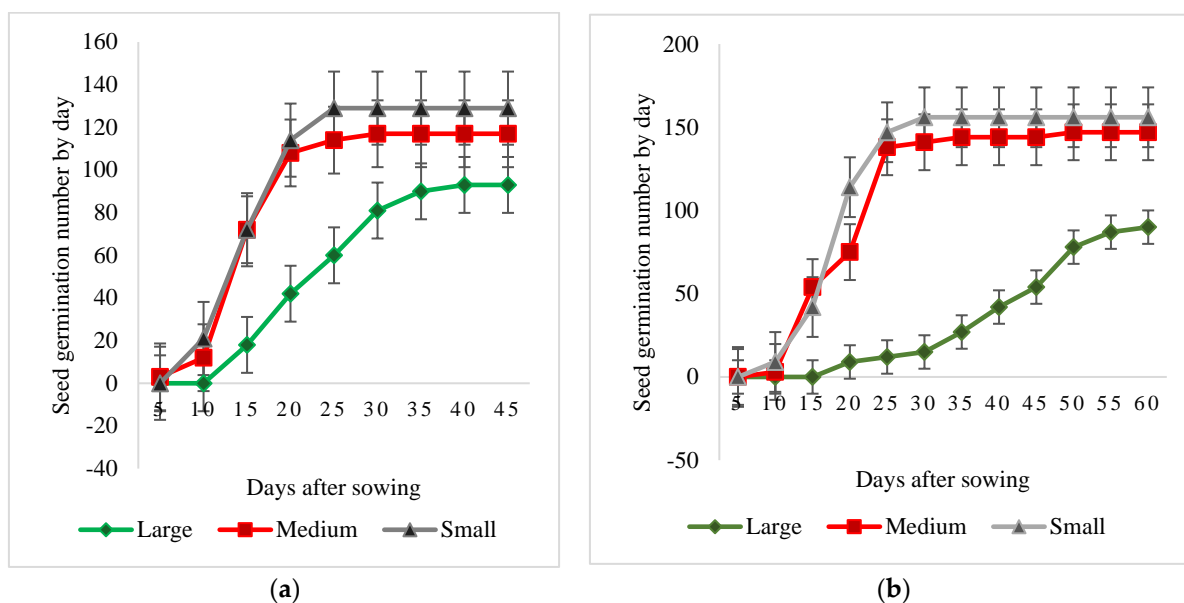 Seed germination number by day
160
140
120
100
80
60
40
20
0
-20
-40
5 10 15 20 25 30 35 40 45
Days after sowing
Large Medium Small
(a)
Seed germination number by day
200
150
100
50
0
-50
5 10 15 20 25 30 35 40 45 50 55 60
Days after sowing
Large Medium Small
(b)